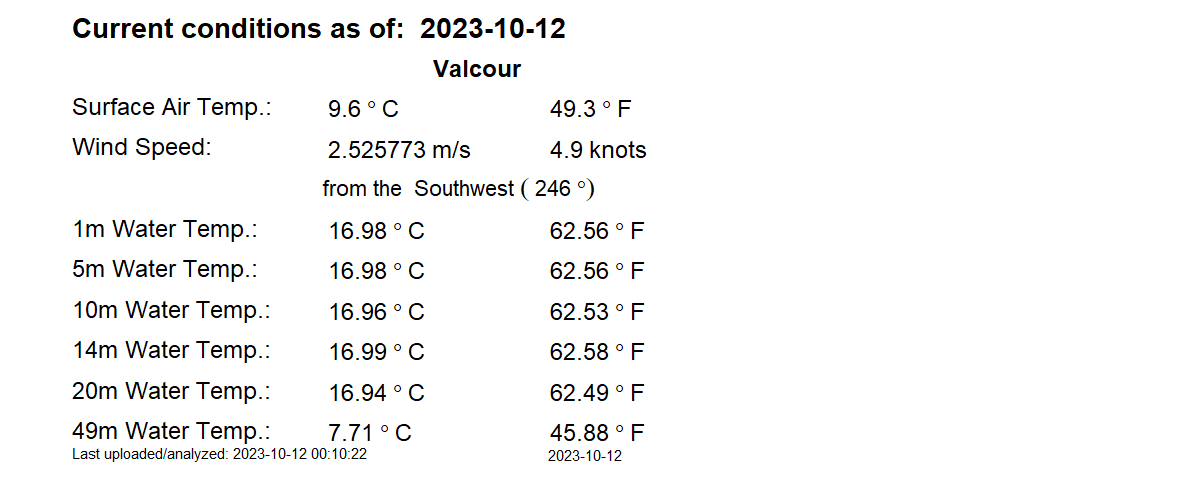 Current conditions as of:  2023-10-12
Valcour
Surface Air Temp.: 9.6 ° C 49.3 ° F
Wind Speed: 2.525773 m/s 4.9 knots
from the  Southwest ( 246 °)
1m Water Temp.: 16.98 ° C 62.56 ° F
5m Water Temp.: 16.98 ° C 62.56 ° F
10m Water Temp.: 16.96 ° C 62.53 ° F
14m Water Temp.: 16.99 ° C 62.58 ° F
20m Water Temp.: 16.94 ° C 62.49 ° F
49m Water Temp.: 7.71 ° C 45.88 ° F
Last uploaded/analyzed: 2023-10-12 00:10:22 2023-10-12